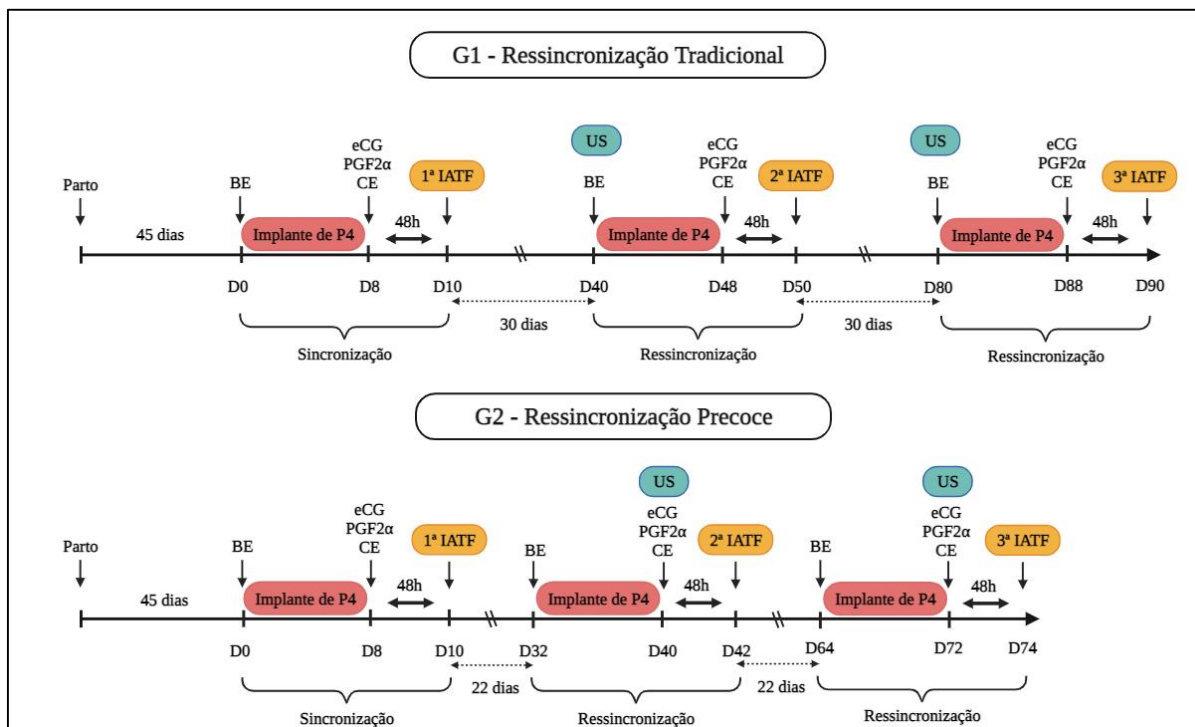 G1 - Ressincronização Tradicional
US
US
eCG
PGF2α
CE
eCG
PGF2α
CE
eCG
PGF2α
CE
Parto
BE
1ª IATF
BE
2ª IATF
BE
3ª IATF
45 dias
Implante de P4
48h
Implante de P4
48h
Implante de P4
48h
D0
D8
D10
D40
D48
D50
D80
D88
D90
30 dias
30 dias
Sincronização
Ressincronização
Ressincronização
G2 - Ressincronização Precoce
US
US
eCG
PGF2α
CE
eCG
PGF2α
CE
eCG
PGF2α
CE
Parto
BE
1ª IATF
BE
2ª IATF
BE
3ª IATF
45 dias
Implante de P4
48h
Implante de P4
48h
Implante de P4
48h
D0
D8
D10
D32
D40
D42
D64
D72
D74
22 dias
22 dias
Sincronização
Ressincronização
Ressincronização